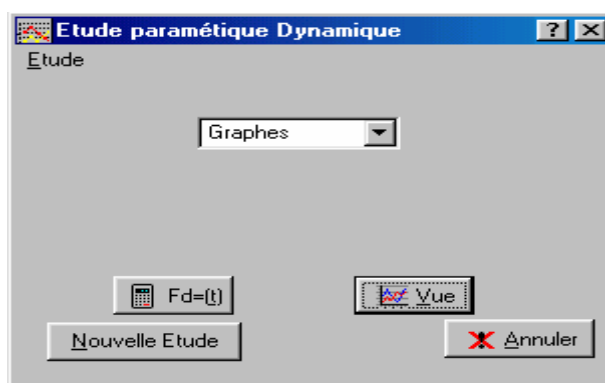 Etude paramétique Dynamique
Etude
Graphes
Fd=(t)
Vue
Nouvelle Etude
Annuler